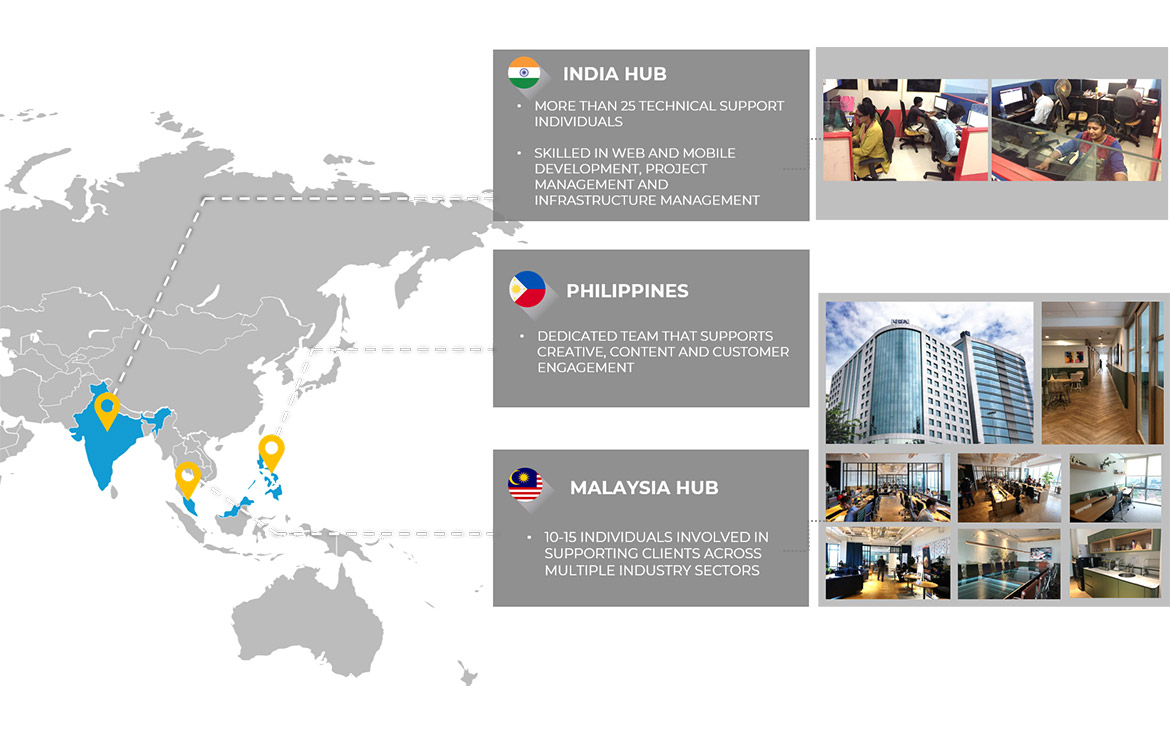 INDIA HUB
• MORE THAN 25 TECHNICAL SUPPORT
INDIVIDUALS
• SKILLED IN WEB AND MOBILE
DEVELOPMENT, PROJECT
MANAGEMENT AND
INFRASTRUCTURE MANAGEMENT
PHILIPPINES
• DEDICATED TEAM THAT SUPPORTS
CREATIVE, CONTENT AND CUSTOMER
ENGAGEMENT
MALAYSIA HUB
• 10-15 INDIVIDUALS INVOLVED IN
SUPPORTING CLIENTS ACROSS
MULTIPLE INDUSTRY SECTORS